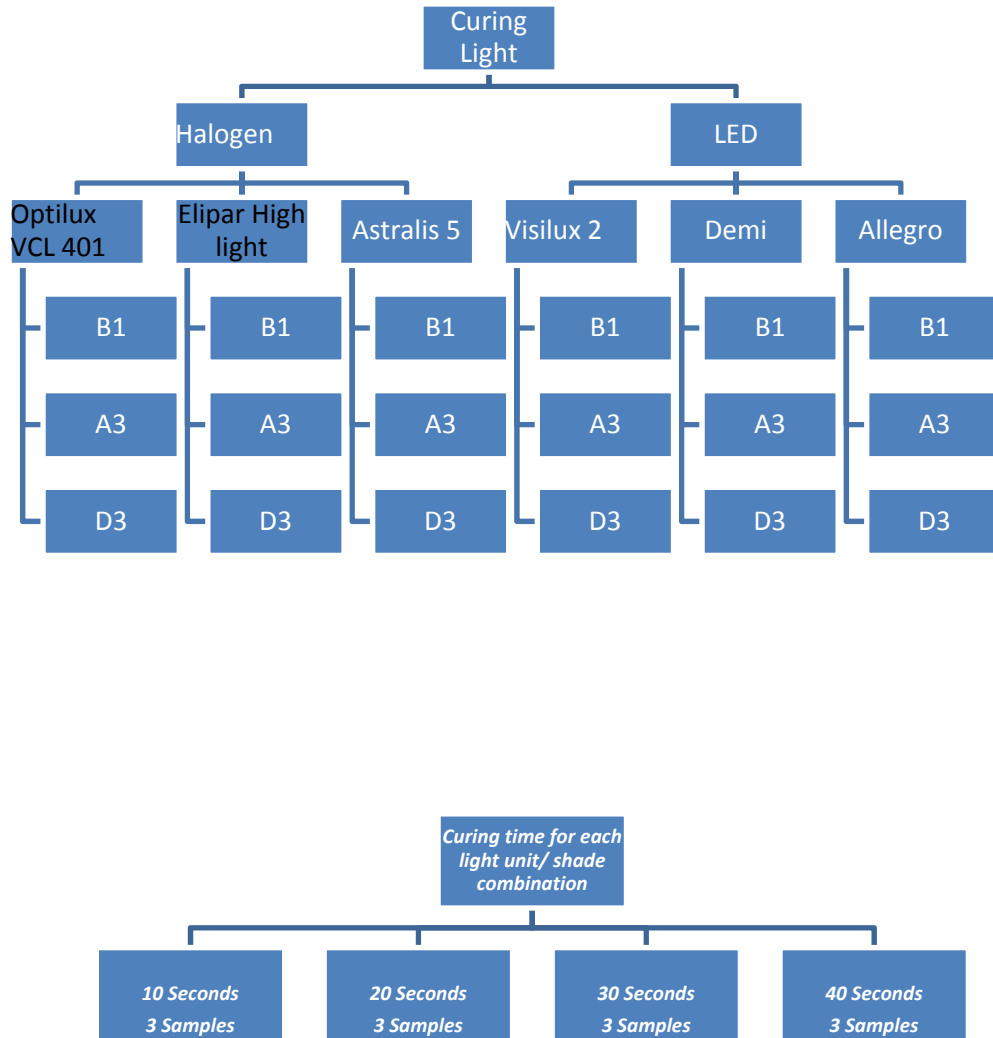 Curing
Light
Halogen
LED
Optilux
VCL 401
Elipar High
light
Astralis 5
Visilux 2
Demi
Allegro
B1
B1
B1
B1
B1
B1
A3
A3
A3
A3
A3
A3
D3
D3
D3
D3
D3
D3
Curing time for each
light unit/ shade
combination
10 Seconds
3 Samples
20 Seconds
3 Samples
30 Seconds
3 Samples
40 Seconds
3 Samples